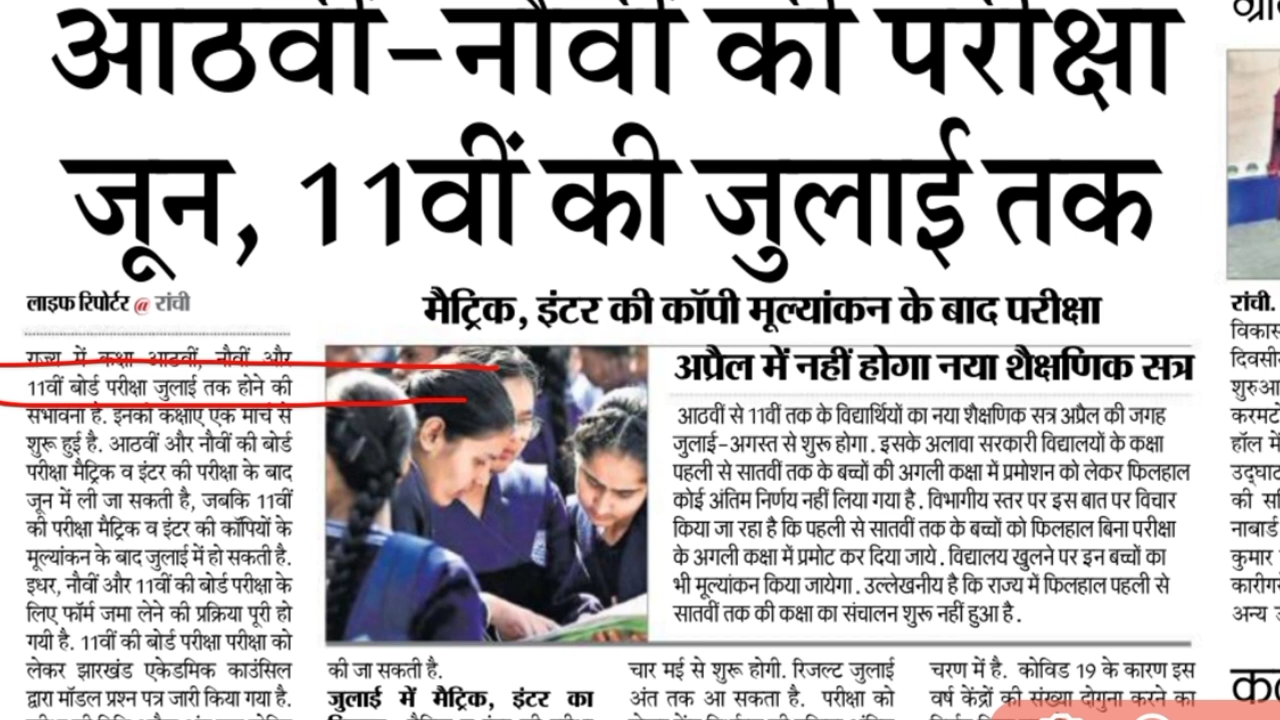 आठवीं-नौवीं की परीक्षा
जून, 11वीं की जुलाई तक
लाइफ रिपोर्टर @ रांची
मैट्रिक, इंटर की कॉपी मूल्यांकन के बाद परीक्षा
राज्य में कक्षा आठवीं, नौवीं और
11वीं बोर्ड परीक्षा जुलाई तक होने की
संभावना है. इनकी कक्षाएं एक मार्च से
शुरू हुई है. आठवीं और नौवीं की बोर्ड
परीक्षा मैट्रिक व इंटर की परीक्षा के बाद
जून में ली जा सकती है, जबकि 11वीं
की परीक्षा मैट्रिक व इंटर की कॉपियों के
मूल्यांकन के बाद जुलाई में हो सकती है.
इधर, नौवीं और 11वीं की बोर्ड परीक्षा के
लिए फॉर्म जमा लेने की प्रक्रिया पूरी हो
गयी है. 11वीं की बोर्ड परीक्षा परीक्षा को
लेकर झारखंड एकेडमिक काउंसिल
द्वारा मॉडल प्रश्न पत्र जारी किया गया है.
अप्रैल में नहीं होगा नया शैक्षणिक सत्र
आठवीं से 11वीं तक के विद्यार्थियों का नया शैक्षणिक सत्र अप्रैल की जगह
जुलाई-अगस्त से शुरू होगा. इसके अलावा सरकारी विद्यालयों के कक्षा
पहली से सातवीं तक के बच्चों की अगली कक्षा में प्रमोशन को लेकर फिलहाल
कोई अंतिम निर्णय नहीं लिया गया है. विभागीय स्तर पर इस बात पर विचार
किया जा रहा है कि पहली से सातवीं तक के बच्चों को फिलहाल बिना परीक्षा
के अगली कक्षा में प्रमोट कर दिया जाये. विद्यालय खुलने पर इन बच्चों का
भी मूल्यांकन किया जायेगा. उल्लेखनीय है कि राज्य में फिलहाल पहली से
सातवीं तक की कक्षा का संचालन शुरू नहीं हुआ है.
की जा सकती है.
जुलाई में मैट्रिक, इंटर का
चार मई से शुरू होगी. रिजल्ट जुलाई
अंत तक आ सकता है. परीक्षा को
चरण में है. कोविड 19 के कारण इस
वर्ष केंद्रों की संख्या दोगुना करने का
रांची.
विकास
दिवसीय
शुरुआ
करमट
हॉल में
उद्घाट
की स
नाबार्ड
कुमार
कारीग
अन्य